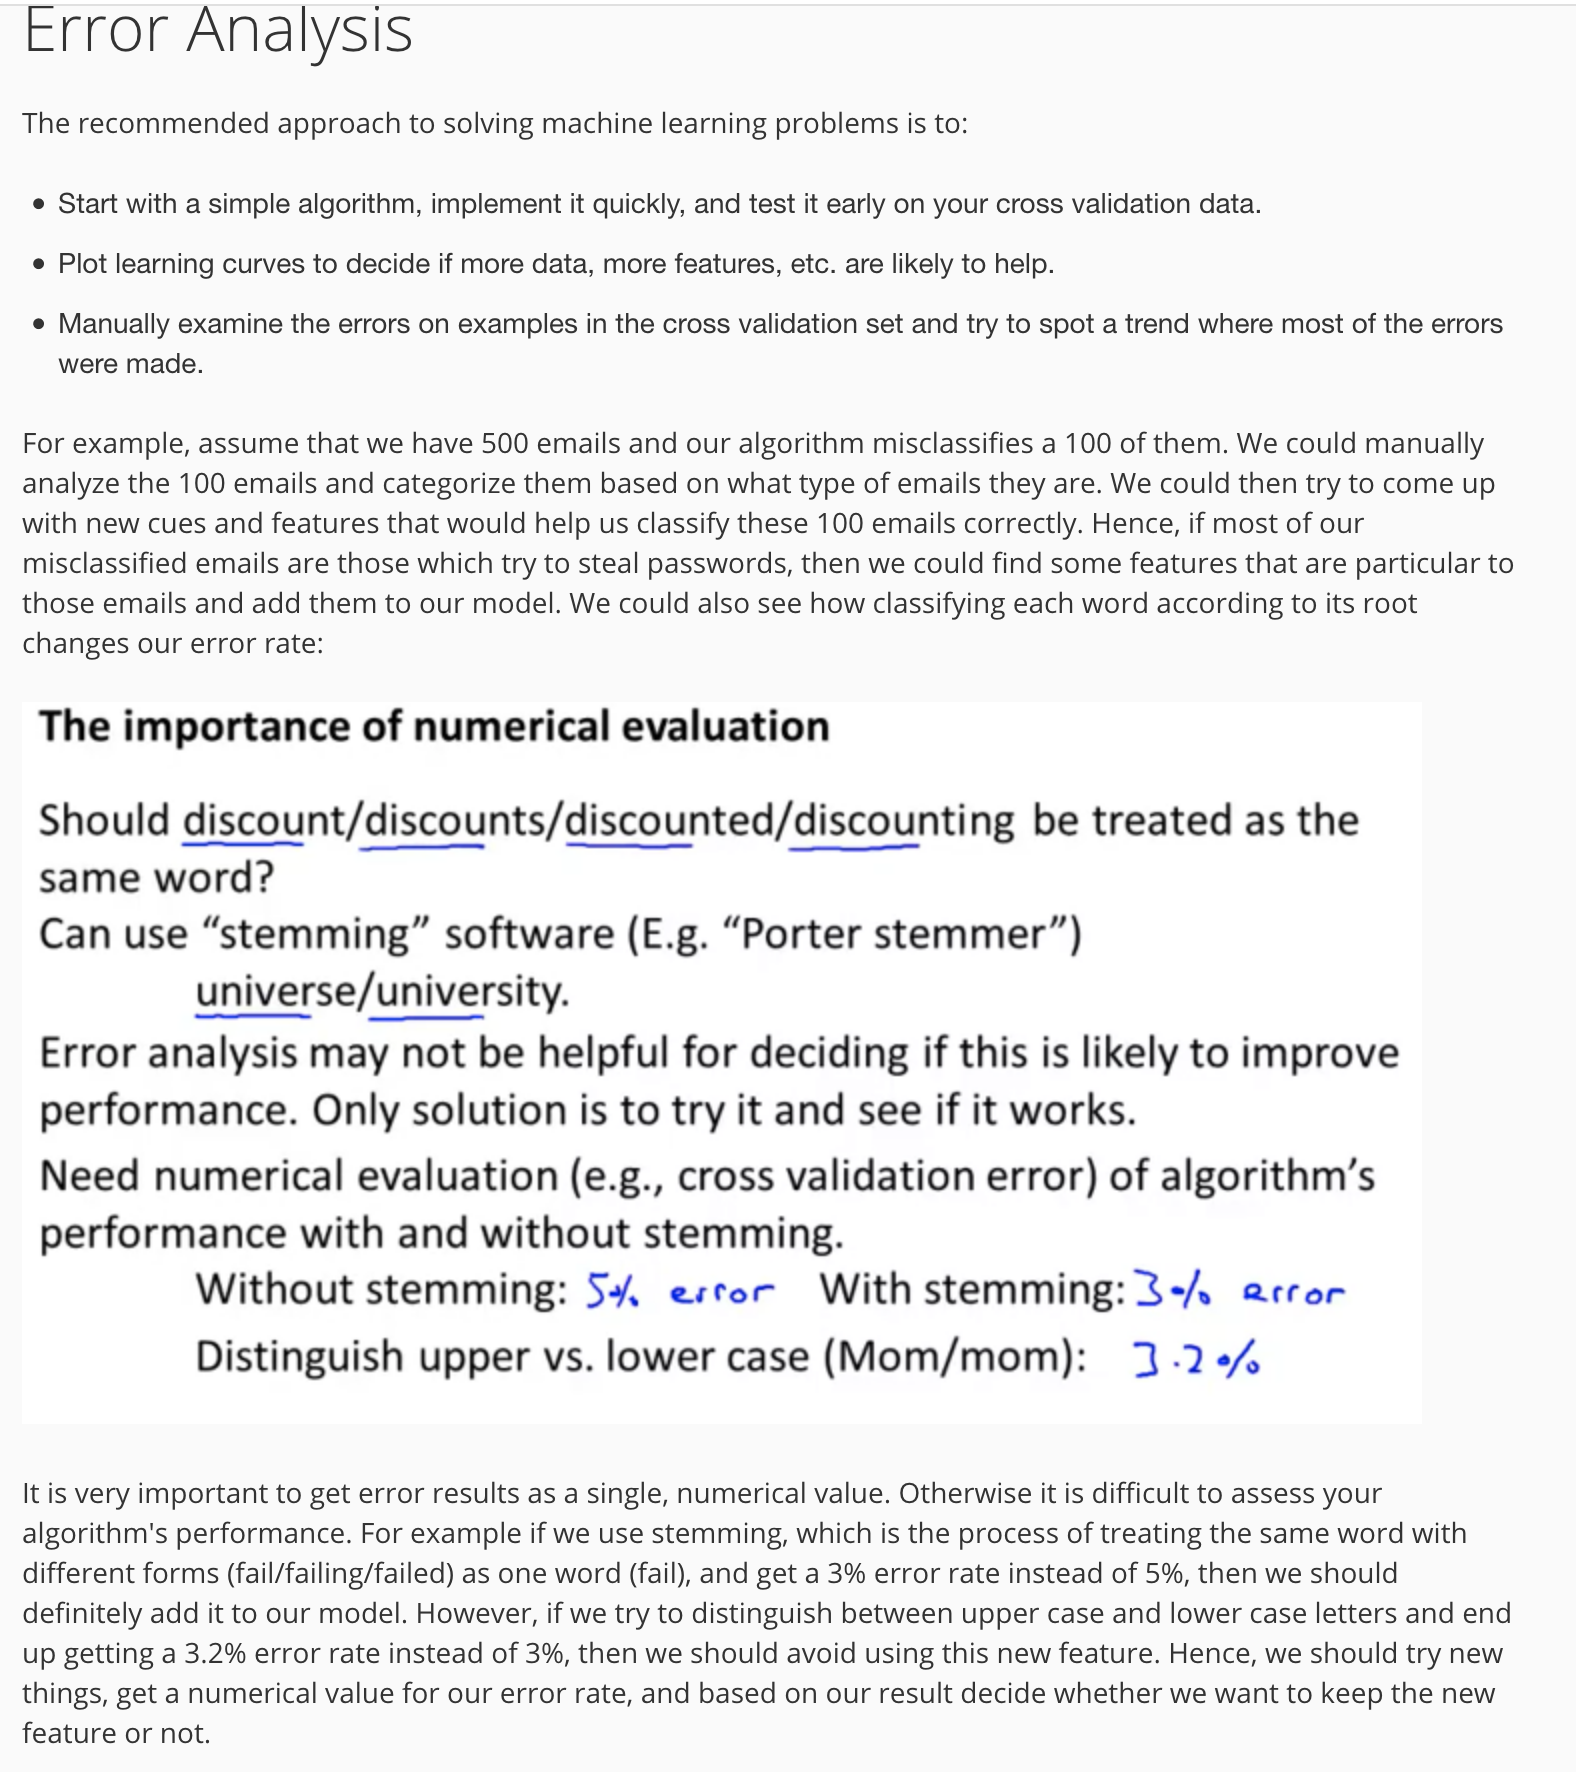 Error Analysis
The recommended approach to solving machine learning problems is to:
• Start with a simple algorithm, implement it quickly, and test it early on your cross validation data.
• Plot learning curves to decide if more data, more features, etc. are likely to help.
• Manually examine the errors on examples in the cross validation set and try to spot a trend where most of the errors
were made.
For example, assume that we have 500 emails and our algorithm misclassifies a 100 of them. We could manually
analyze the 100 emails and categorize them based on what type of emails they are. We could then try to come up
with new cues and features that would help us classify these 100 emails correctly. Hence, if most of our
misclassified emails are those which try to steal passwords, then we could find some features that are particular to
those emails and add them to our model. We could also see how classifying each word according to its root
changes our error rate:
The importance of numerical evaluation
Should discount/discounts/discounted/discounting be treated as the
same word?
Can use “stemming” software (E.g. “Porter stemmer”)
universe/university.
Error analysis may not be helpful for deciding if this is likely to improve
performance. Only solution is to try it and see if it works.
Need numerical evaluation (e.g., cross validation error) of algorithm’s
performance with and without stemming.
Without stemming: 5% error With stemming: 3% error
Distinguish upper vs. lower case (Mom/mom): 3.2%
It is very important to get error results as a single, numerical value. Otherwise it is difficult to assess your
algorithm's performance. For example if we use stemming, which is the process of treating the same word with
different forms (fail/failing/failed) as one word (fail), and get a 3% error rate instead of 5%, then we should
definitely add it to our model. However, if we try to distinguish between upper case and lower case letters and end
up getting a 3.2% error rate instead of 3%, then we should avoid using this new feature. Hence, we should try new
things, get a numerical value for our error rate, and based on our result decide whether we want to keep the new
feature or not.